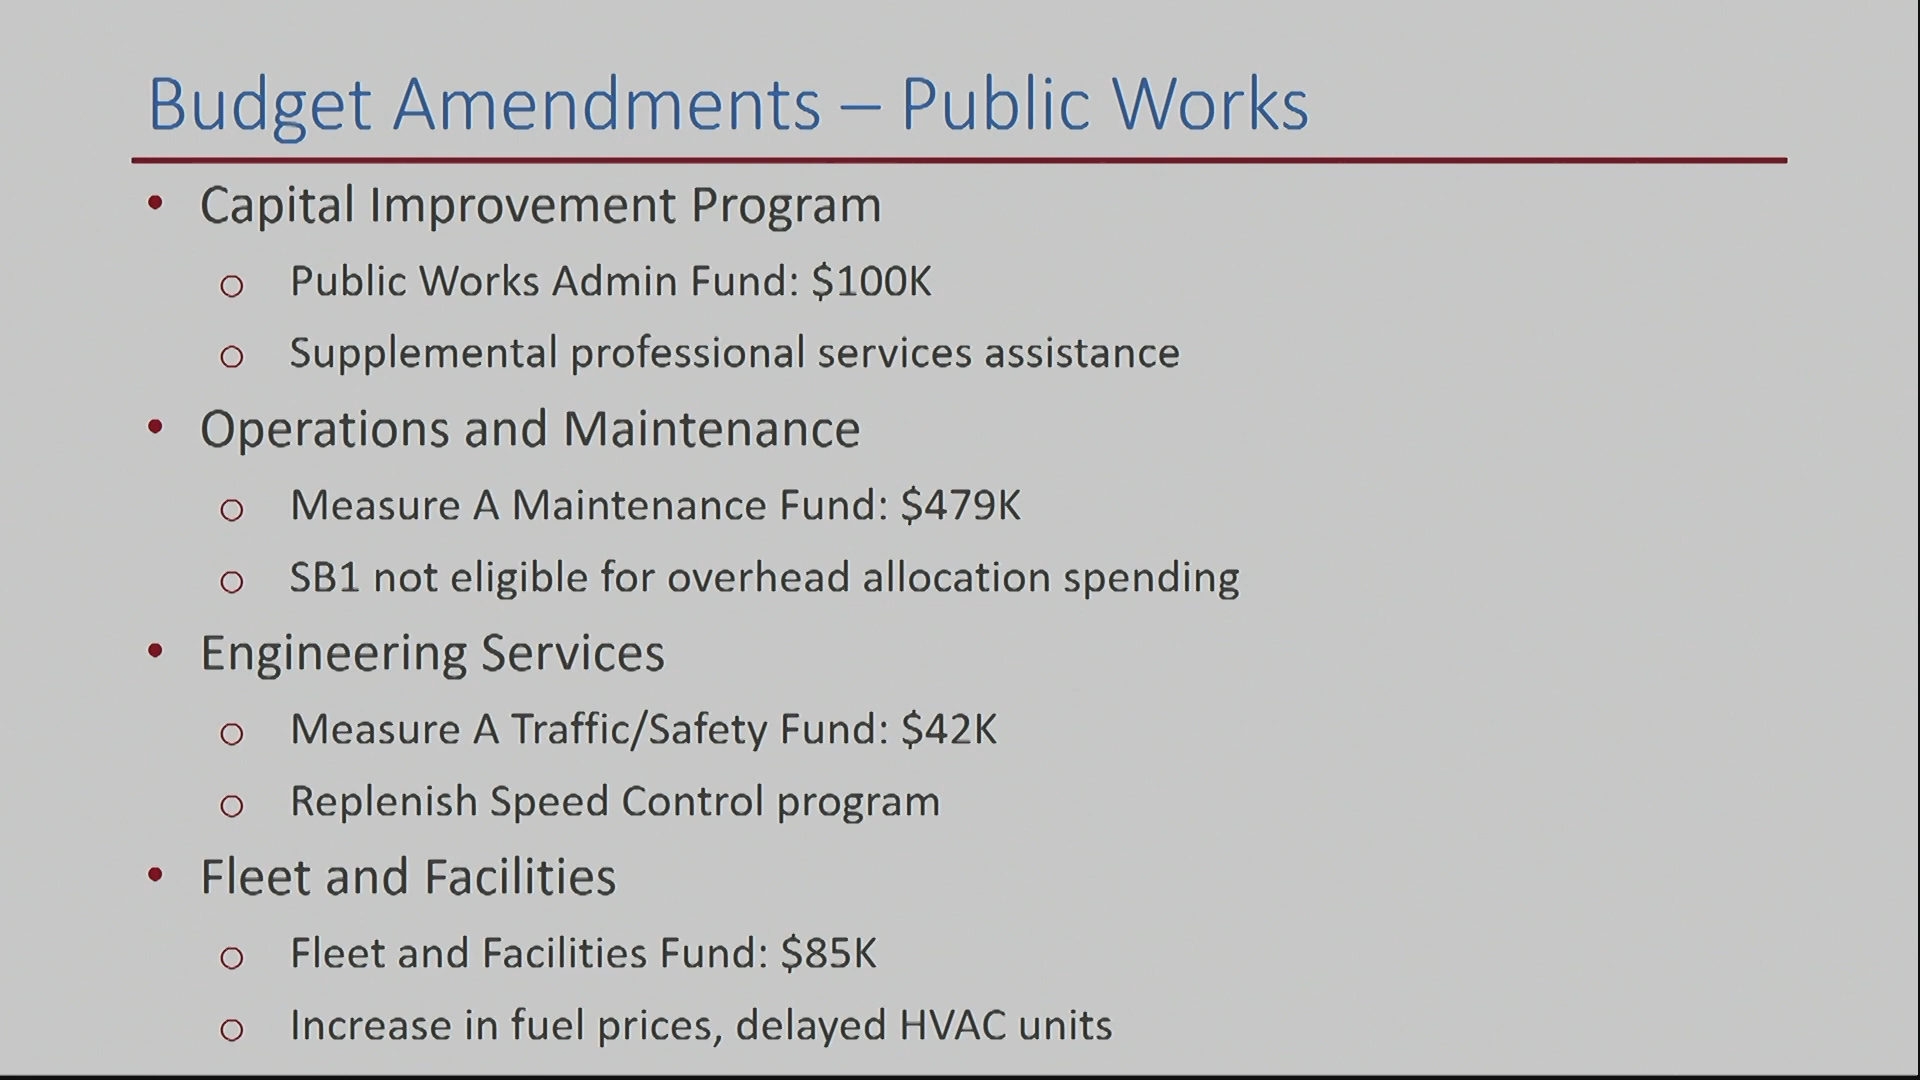 Budget Amendments – Public Works
• Capital Improvement Program
o Public Works Admin Fund: $100K
o Supplemental professional services assistance
• Operations and Maintenance
o Measure A Maintenance Fund: $479K
o SB1 not eligible for overhead allocation spending
• Engineering Services
o Measure A Traffic/Safety Fund: $42K
o Replenish Speed Control program
• Fleet and Facilities
o Fleet and Facilities Fund: $85K
o Increase in fuel prices, delayed HVAC units